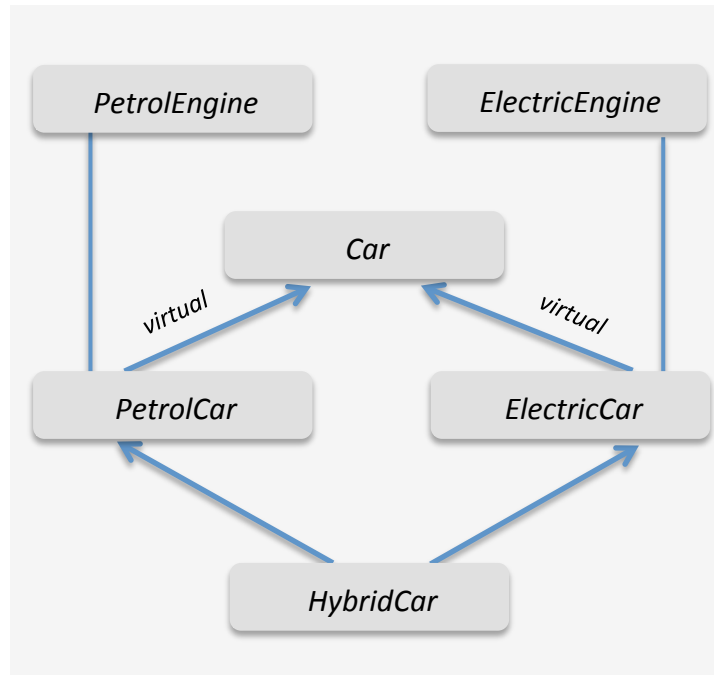 PetrolEngine
ElectricEngine
Car
virtual
virtual
PetrolCar
ElectricCar
HybridCar